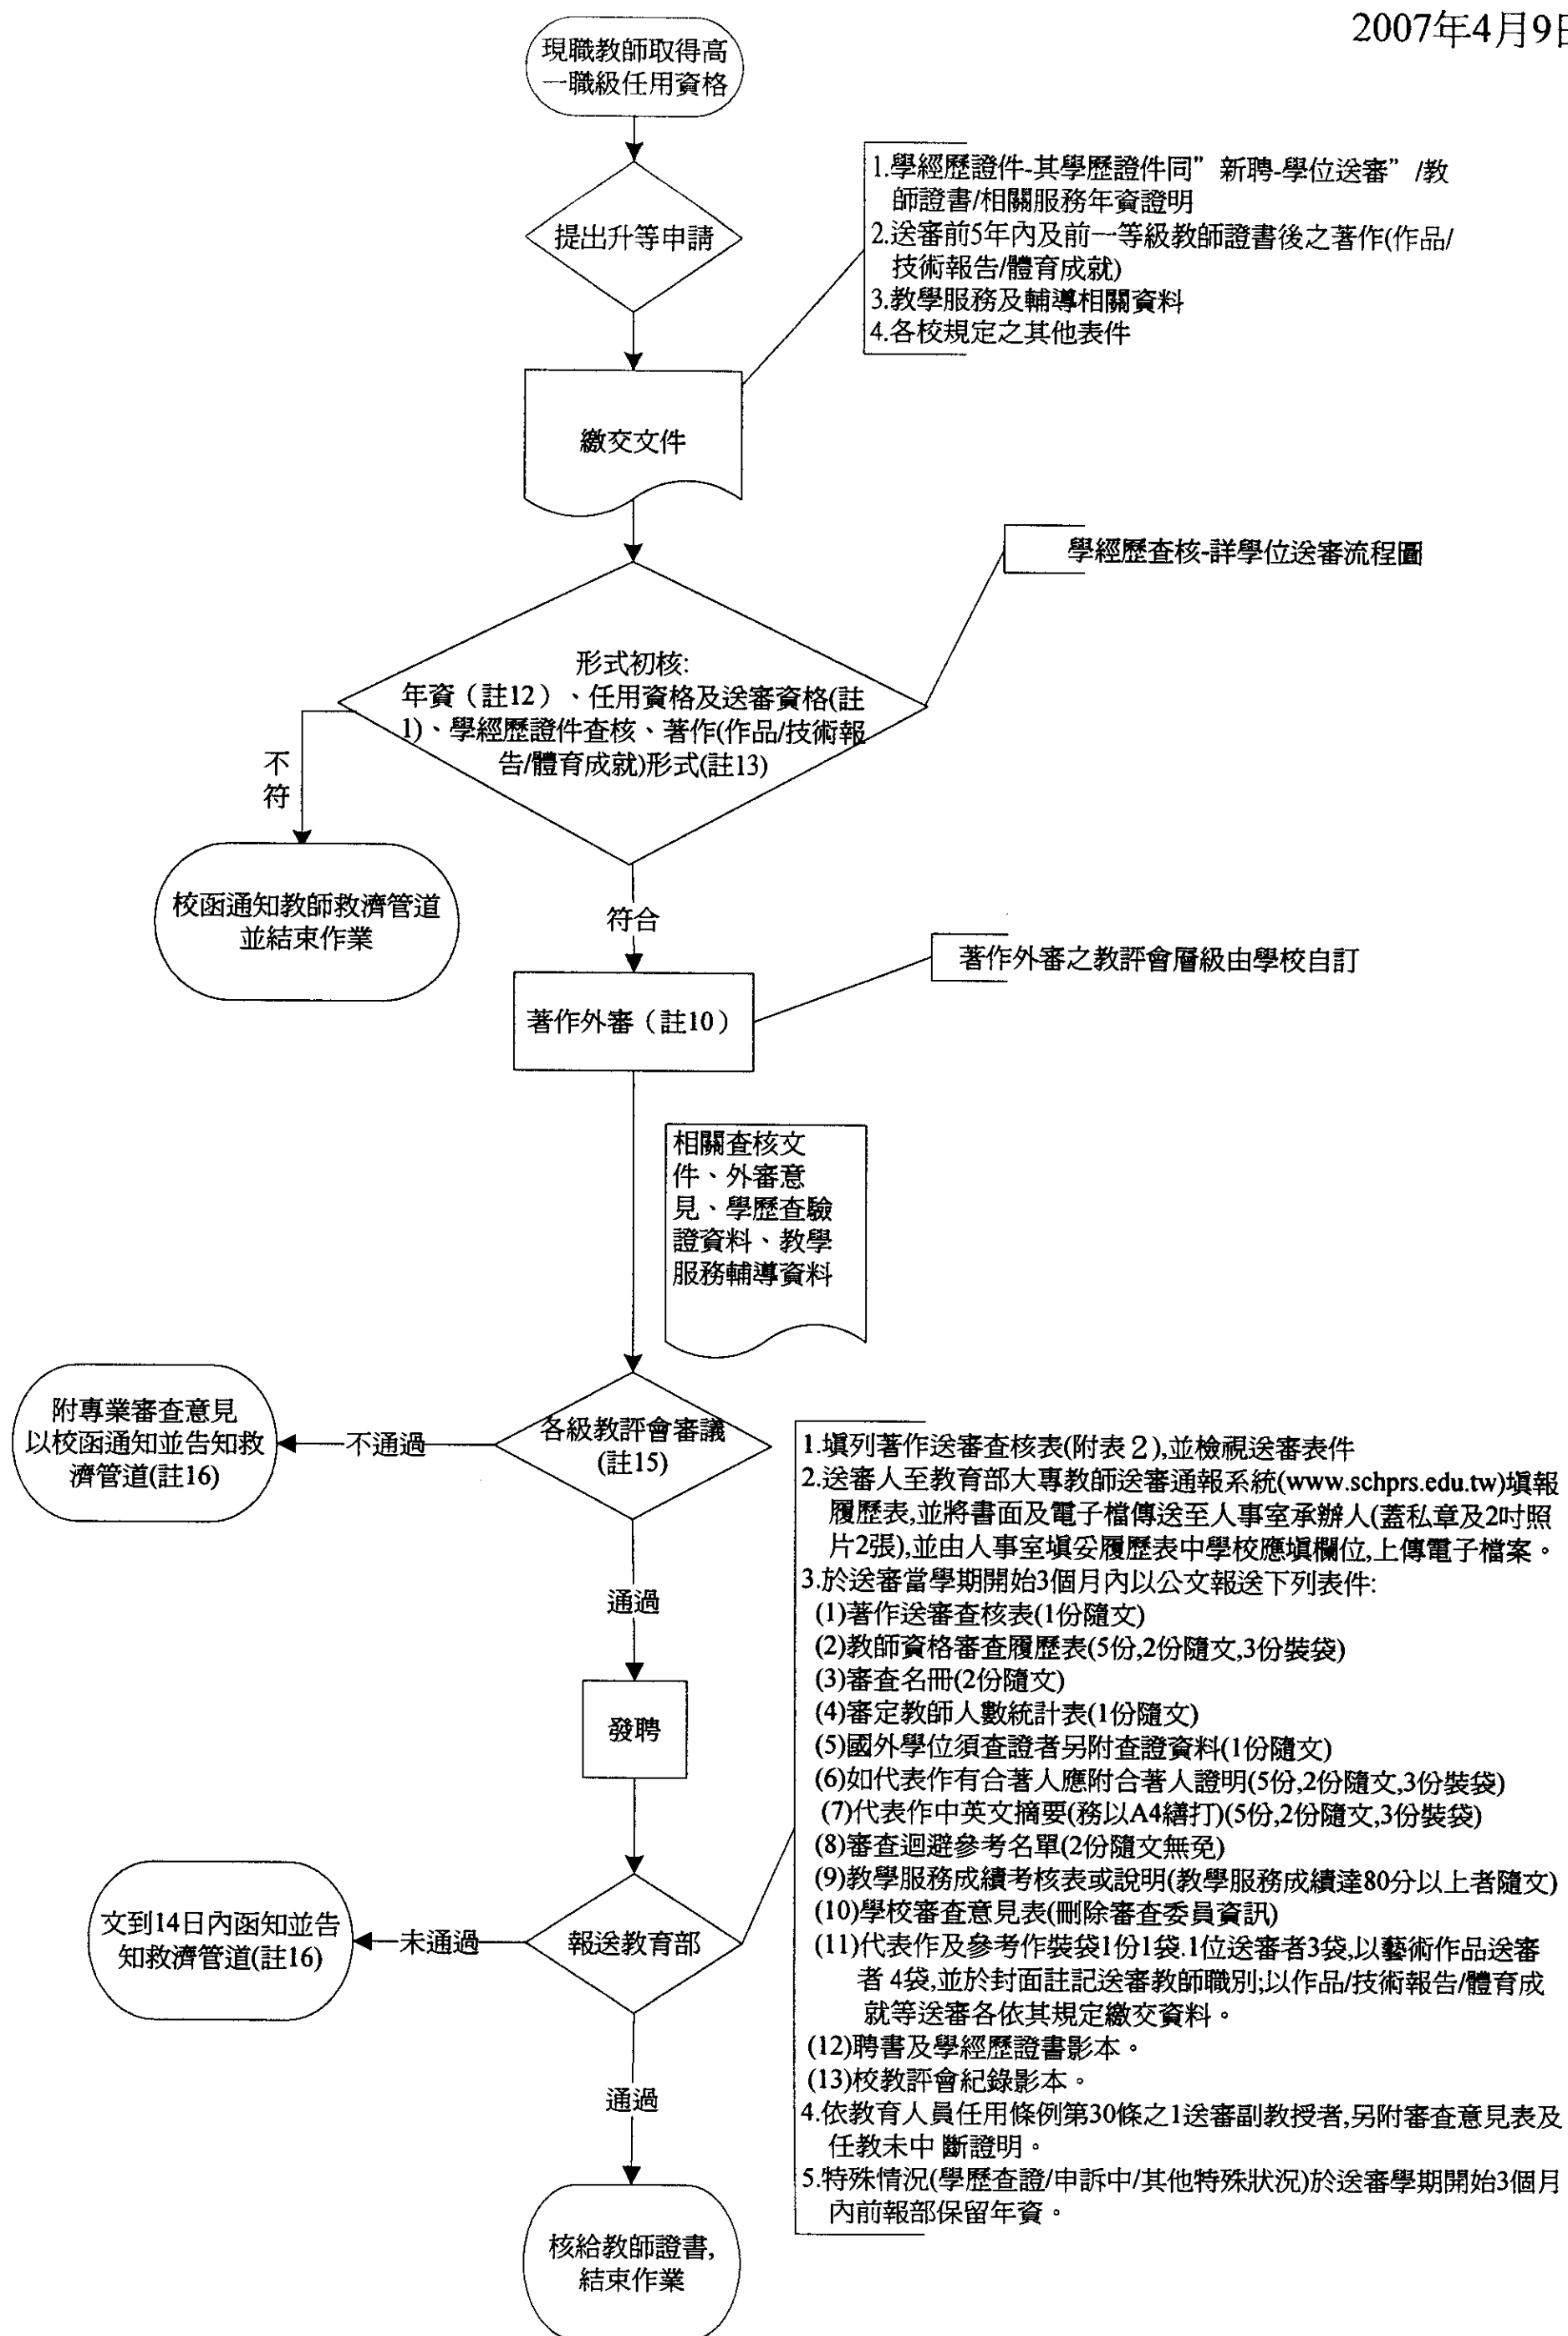 2007年4月9日
現職教師取得高
一職級任用資格
提出升等申請
1.學經歷證件-其學歷證件同”新聘-學位送審”/教
師證書/相關服務年資證明
2.送審前5年內及前一等級教師證書後之著作(作品/
技術報告/體育成就)
3.教學服務及輔導相關資料
4.各校規定之其他表件
繳交文件
學經歷查核-詳學位送審流程圖
形式初核:
年資（註12）、任用資格及送審資格(註
1)、學經歷證件查核、著作(作品/技術報
告/體育成就)形式(註13)
不
符
校函通知教師救濟管道
並結束作業
符合
著作外審之教評會層級由學校自訂
著作外審（註10）
相關查核文
件、外審意
見、學歷查驗
證資料、教學
服務輔導資料
附專業審查意見
以校函通知並告知救
濟管道(註16)
不通過
各級教評會審議
(註15)
通過
發聘
文到14日內函知並告
知救濟管道(註16)
未通過
報送教育部
1.填列著作送審查核表(附表２),並檢視送審表件
2.送審人至教育部大專教師送審通報系統(www.schprs.edu.tw)填報
履歷表,並將書面及電子檔傳送至人事室承辦人(蓋私章及2吋照
片2張),並由人事室填妥履歷表中學校應填欄位,上傳電子檔案。
3.於送審當學期開始3個月內以公文報送下列表件:
(1)著作送審查核表(1份隨文)
(2)教師資格審查履歷表(5份,2份隨文,3份裝袋)
(3)審查名冊(2份隨文)
(4)審定教師人數統計表(1份隨文)
(5)國外學位須查證者另附查證資料(1份隨文)
(6)如代表作有合著人應附合著人證明(5份,2份隨文,3份裝袋)
(7)代表作中英文摘要(務以A4繕打)(5份,2份隨文,3份裝袋)
(8)審查迴避參考名單(2份隨文無免)
(9)教學服務成績考核表或說明(教學服務成績達80分以上者隨文)
(10)學校審查意見表(刪除審查委員資訊)
(11)代表作及參考作裝袋1份1袋.1位送審者3袋,以藝術作品送審
者 4袋,並於封面註記送審教師職別;以作品/技術報告/體育成
就等送審各依其規定繳交資料。
(12)聘書及學經歷證書影本。
(13)校教評會紀錄影本。
4.依教育人員任用條例第30條之1送審副教授者,另附審查意見表及
任教未中 斷證明。
5.特殊情況(學歷查證/申訴中/其他特殊狀況)於送審學期開始3個月
內前報部保留年資。
通過
核給教師證書,
結束作業